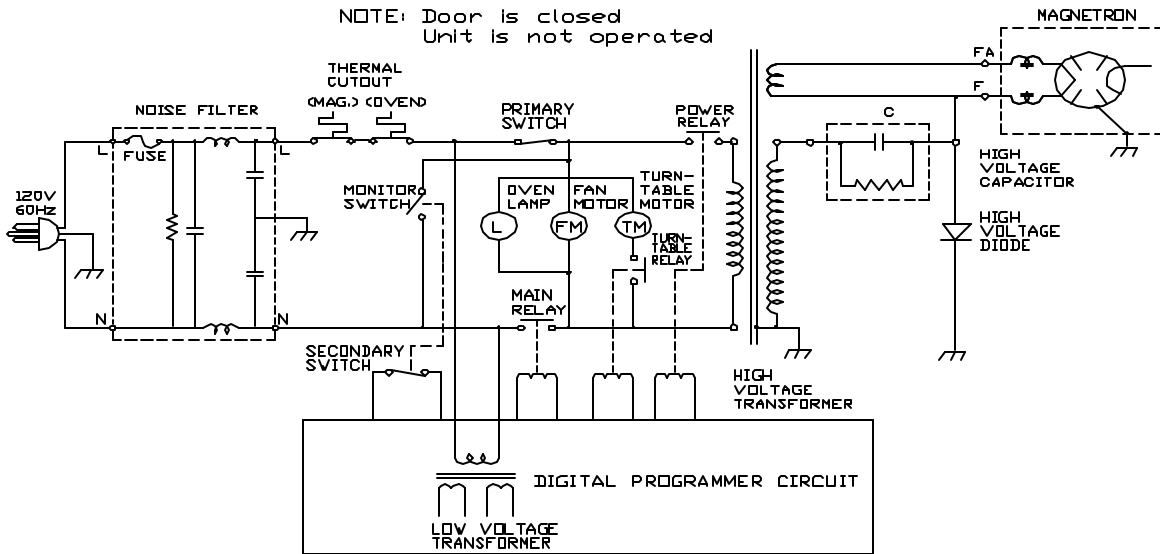 NOTE: Door is closed
Unit is not operated
MAGNETRON
FA
F
THERMAL
CUTOUT
(MAG.) (OVEN)
NOISE FILTER
PRIMARY
SWITCH
POWER
RELAY
C
L
FUSE
L
HIGH
VOLTAGE
CAPACITOR
120V
60Hz
MONITOR
SWITCH
OVEN
LAMP
FAN
MOTOR
TURN-
TABLE
MOTOR
L
FM
TM
TURN-
TABLE
RELAY
HIGH
VOLTAGE
DIODE
MAIN
RELAY
N
N
SECONDARY
SWITCH
HIGH
VOLTAGE
TRANSFORMER
DIGITAL PROGRAMMER CIRCUIT
LOW VOLTAGE
TRANSFORMER